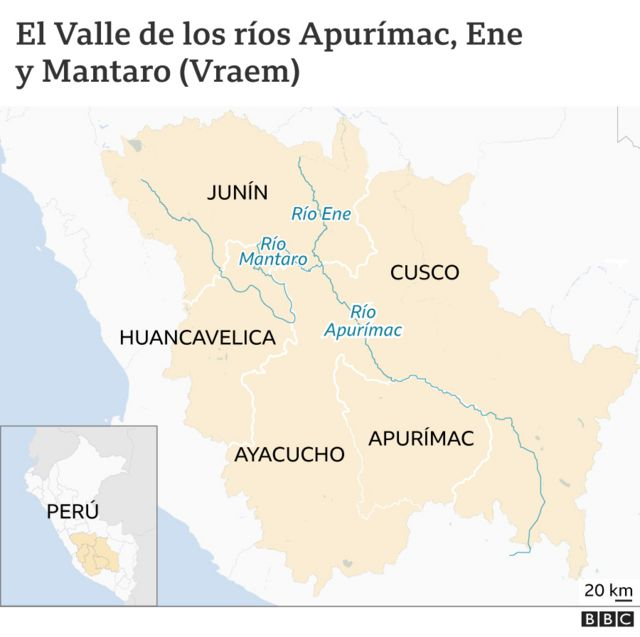 El Valle de los ríos Apurímac, Ene
y Mantaro (Vraem)
JUNÍN
Río Ene
Río
Mantaro
CUSCO
Río
Apurímac
HUANCAVELICA
APURÍMAC
AYACUCHO
PERÚ
20 km
BBC